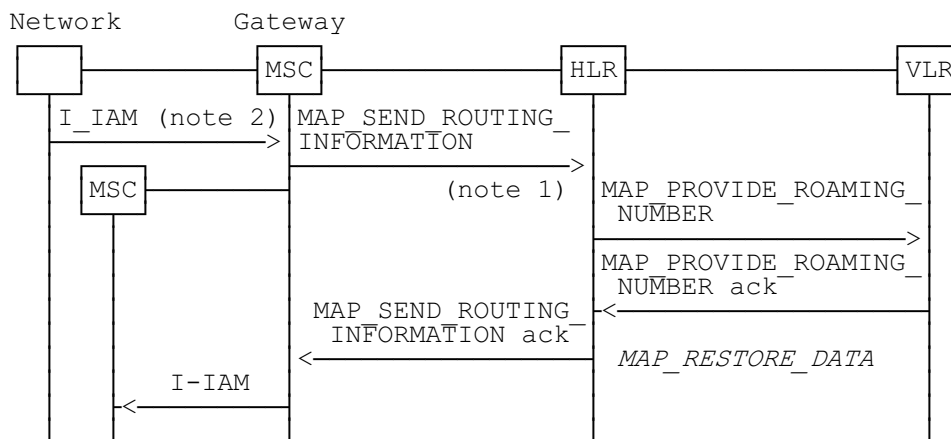 Network Gateway
MSC HLR VLR
I_IAM (note 2) MAP_SEND_ROUTING_
INFORMATION
MSC
(note 1)
MAP_PROVIDE_ROAMING_
NUMBER
MAP_PROVIDE_ROAMING_
NUMBER ack
MAP_SEND_ROUTING_
INFORMATION ack
MAP_RESTORE_DATA
I-IAM